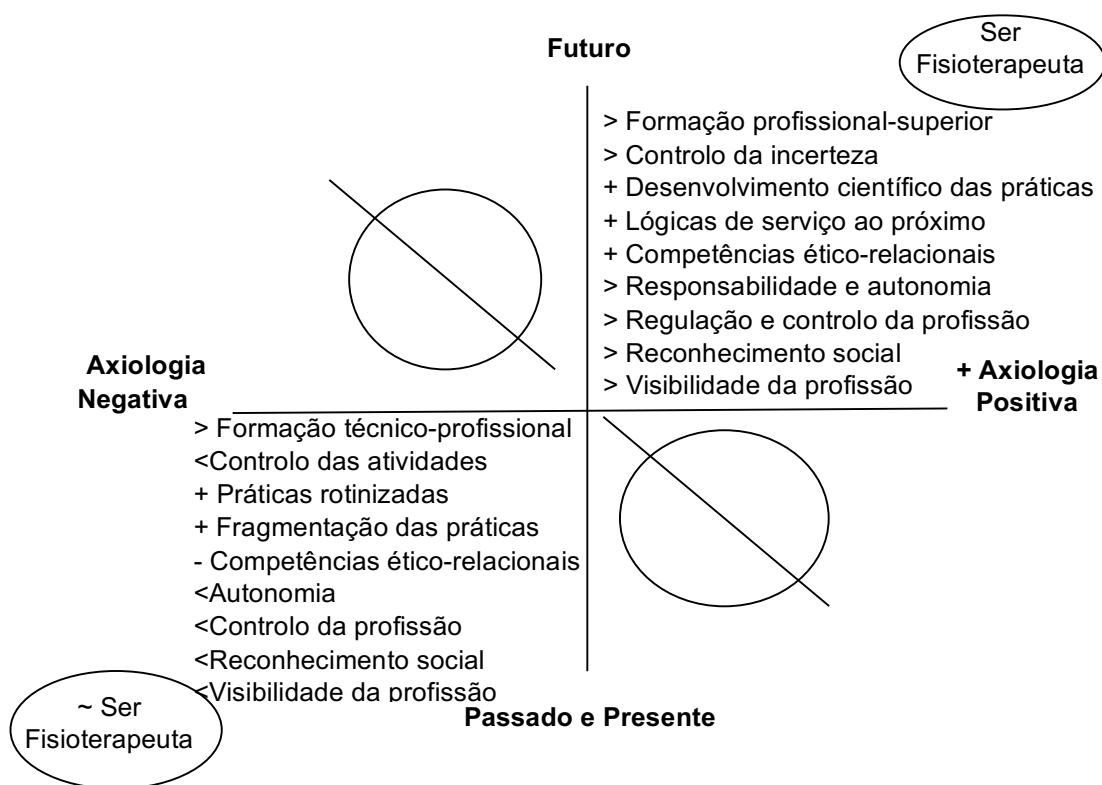 Futuro
Ser
Fisioterapeuta
> Formação profissional-superior
> Controlo da incerteza
+ Desenvolvimento científico das práticas
+ Lógicas de serviço ao próximo
+ Competências ético-relacionais
> Responsabilidade e autonomia
> Regulação e controlo da profissão
> Reconhecimento social
> Visibilidade da profissão
Axiologia
Negativa
+ Axiologia
Positiva
> Formação técnico-profissional
<Controlo das atividades
+ Práticas rotinizadas
+ Fragmentação das práticas
- Competências ético-relacionais
<Autonomia
<Controlo da profissão
<Reconhecimento social
<Visibilidade da profissão
~ Ser
Fisioterapeuta
Passado e Presente